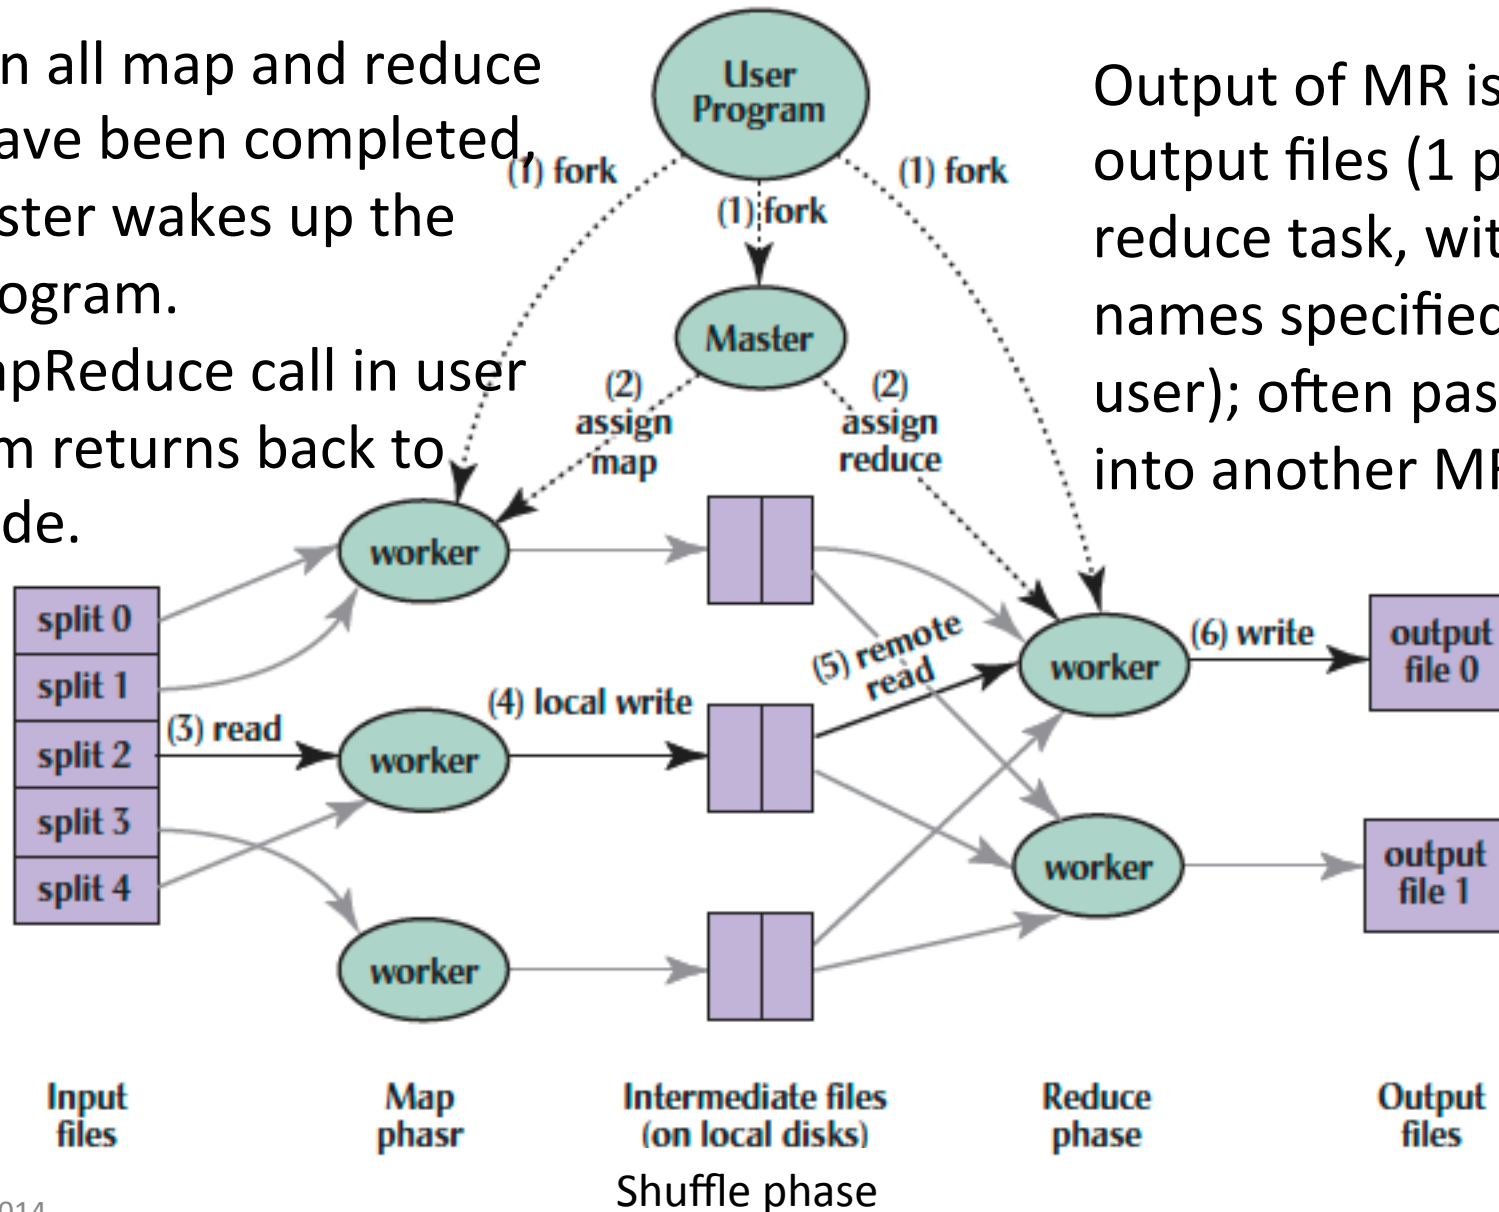 n all map and reduce
ave been completed,
ster wakes up the
ogram.
apReduce call in user
m returns back to
de.
User
Program
Output of MR is
output files (1 p
reduce task, wit
names specified
user); often pas
into another MR
(1) fork
(1) fork
(1) fork
Master
(2)
assign
map
(2)
assign
reduce
worker
split 0
split 1
split 2
split 3
split 4
(3) read
worker
(4) local write
(5) remote
read
worker
(6) write
output
file 0
worker
worker
output
file 1
Input
files
Map
phasr
Intermediate files
(on local disks)
Reduce
phase
Output
files
Shuffle phase
014